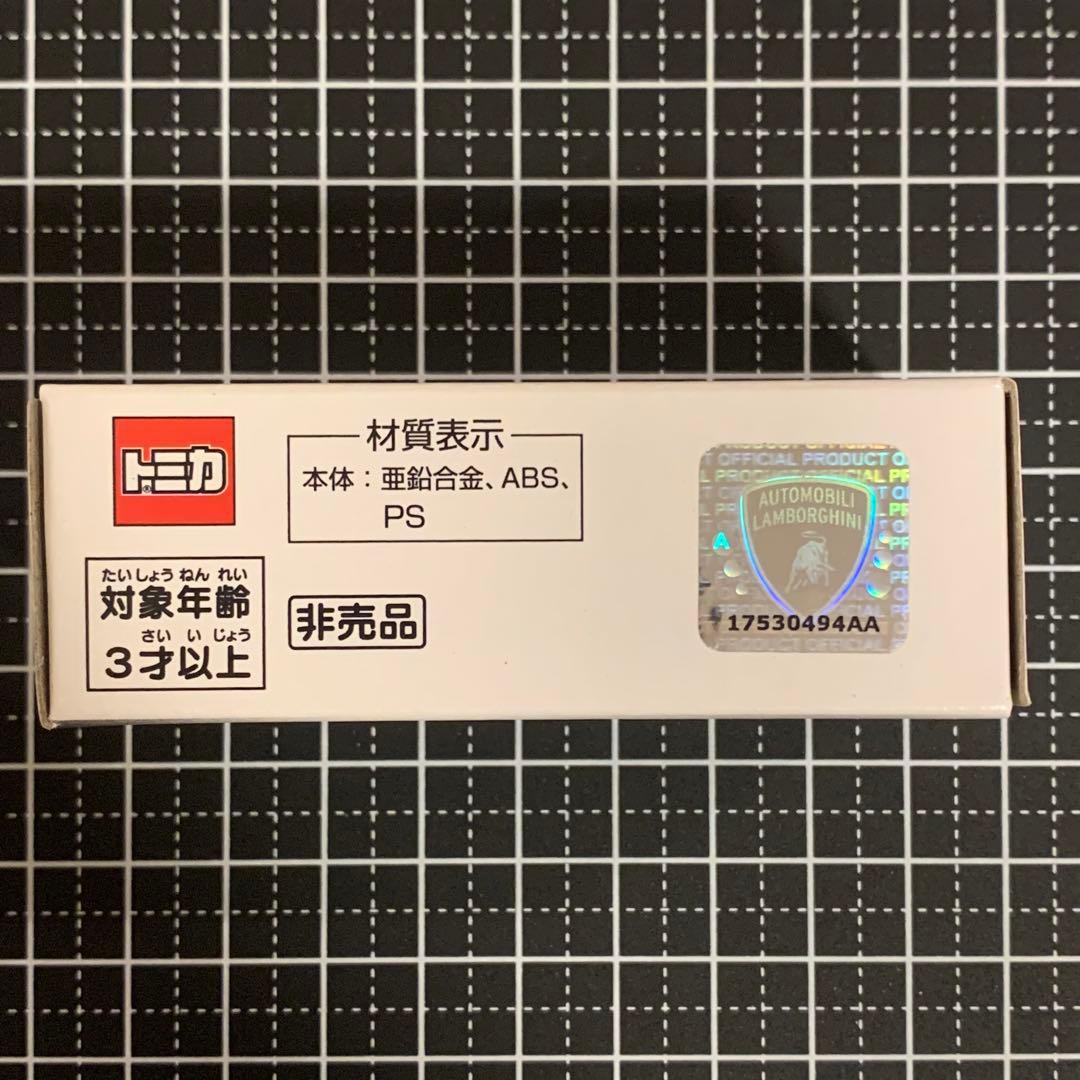 トミカ
®
材質表示
本体：亜鉛合金、ABS、
PS
たいしょう ねん れい
対象年齢
さい い じょう
3才以上
非売品
OFFICIAL PRODUCT
AUTOMOBILI
LAMBORGHINI
A
17530494AA
PRODUCT OFFICIAL